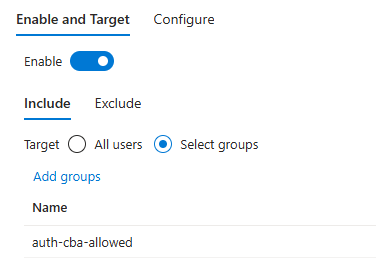 Enable and Target Configure
Enable
Include Exclude
Target All users Select groups
Add groups
Name
auth-cba-allowed